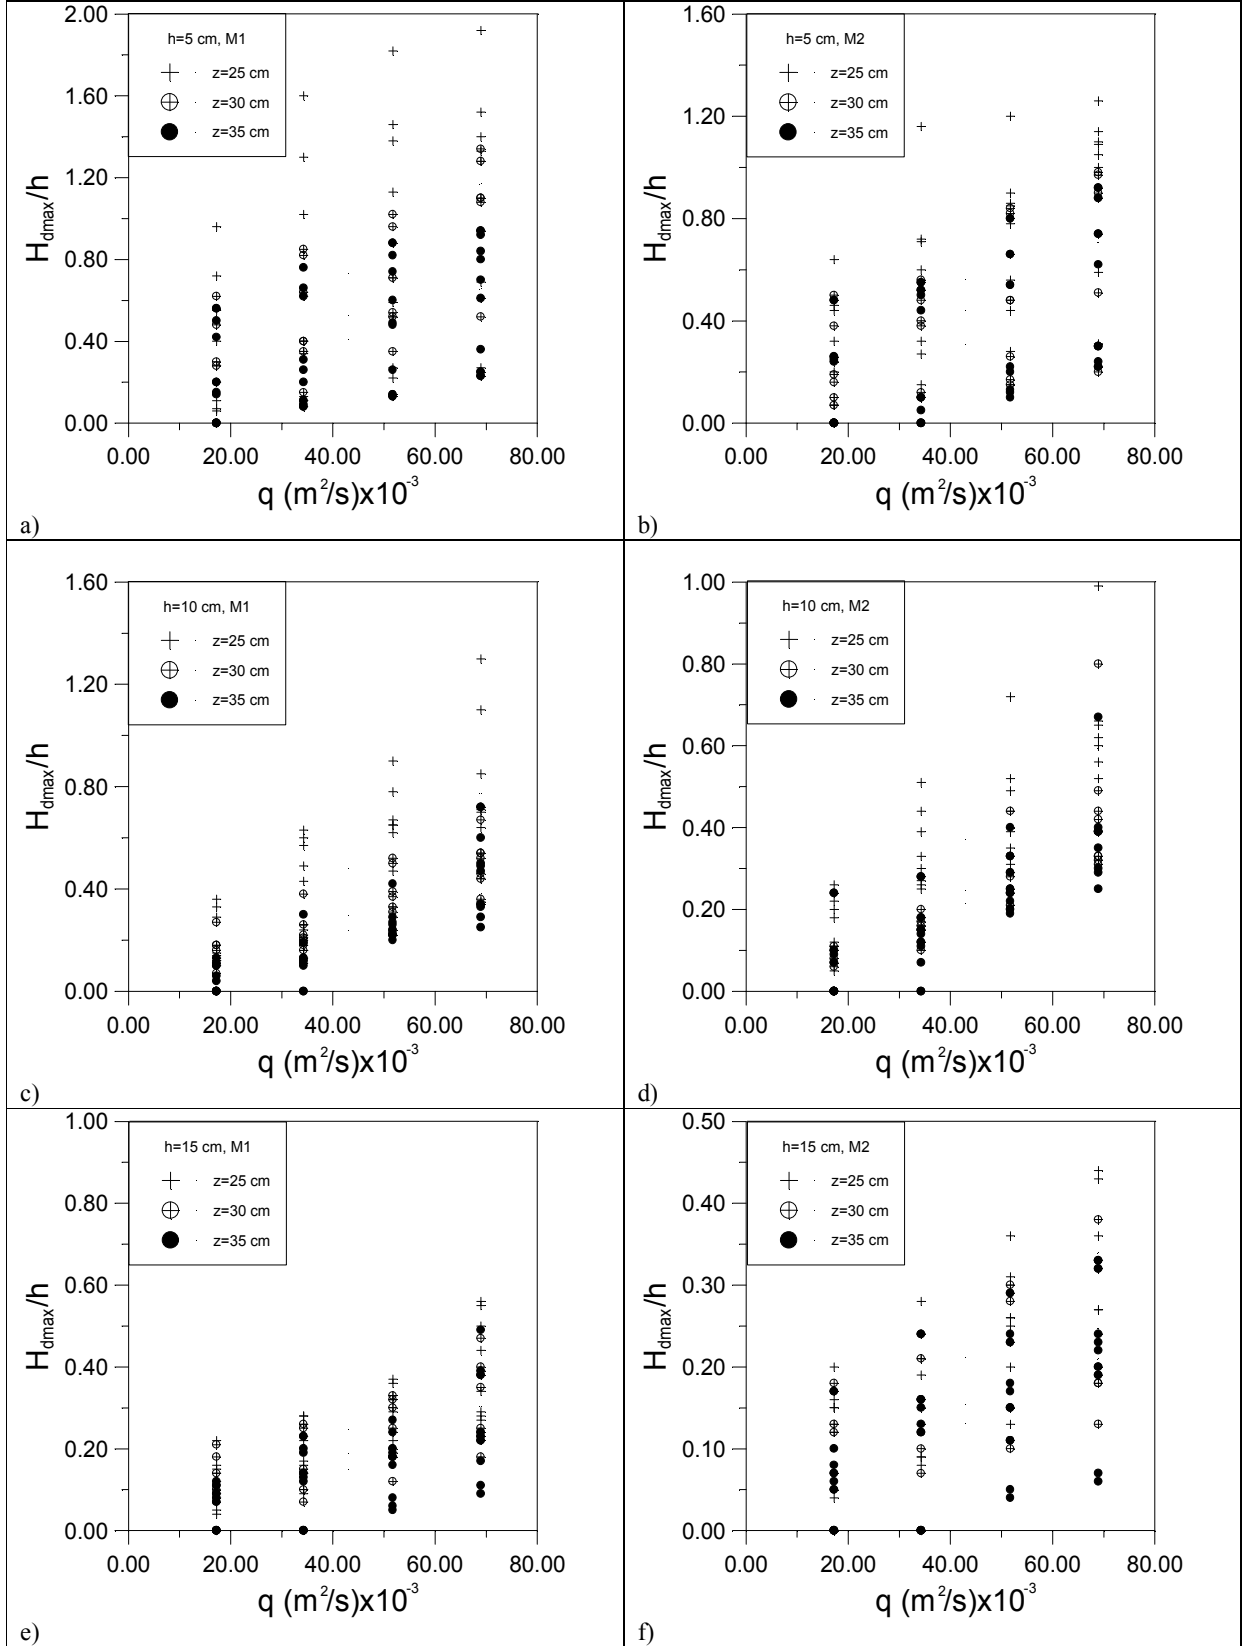 2.00
1.60
1.20
0.80
0.40
0.00
H_dmax/h
h=5 cm, M1
z=25 cm
z=30 cm
z=35 cm
0.00 20.00 40.00 60.00 80.00
q (m²/s)x10⁻³
a)
1.60
1.20
0.80
0.40
0.00
H_dmax/h
h=5 cm, M2
z=25 cm
z=30 cm
z=35 cm
0.00 20.00 40.00 60.00 80.00
q (m²/s)x10⁻³
b)
1.60
1.20
0.80
0.40
0.00
H_dmax/h
h=10 cm, M1
z=25 cm
z=30 cm
z=35 cm
0.00 20.00 40.00 60.00 80.00
q (m²/s)x10⁻³
c)
1.00
0.80
0.60
0.40
0.20
0.00
H_dmax/h
h=10 cm, M2
z=25 cm
z=30 cm
z=35 cm
0.00 20.00 40.00 60.00 80.00
q (m²/s)x10⁻³
d)
1.00
0.80
0.60
0.40
0.20
0.00
H_dmax/h
h=15 cm, M1
z=25 cm
z=30 cm
z=35 cm
0.00 20.00 40.00 60.00 80.00
q (m²/s)x10⁻³
e)
0.50
0.40
0.30
0.20
0.10
0.00
H_dmax/h
h=15 cm, M2
z=25 cm
z=30 cm
z=35 cm
0.00 20.00 40.00 60.00 80.00
q (m²/s)x10⁻³
f)